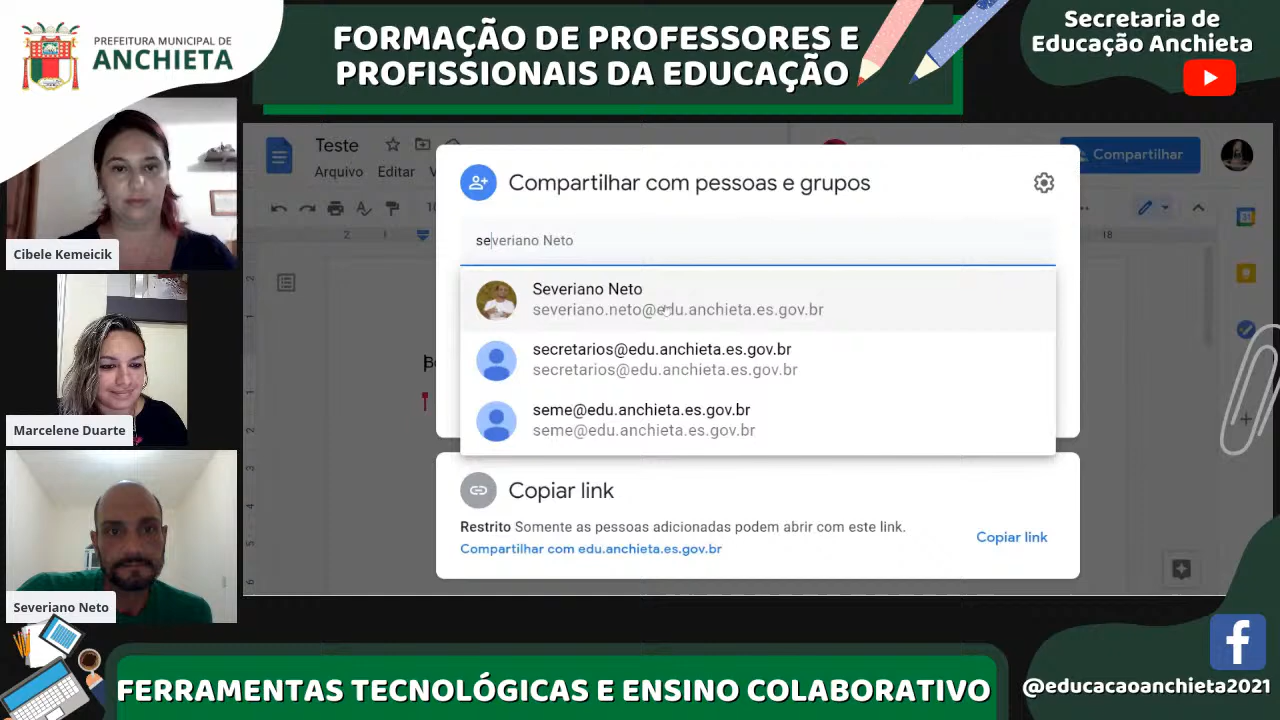 PREFEITURA MUNICIPAL DE
ANCHIETA
FORMAÇÃO DE PROFESSORES E
PROFISSIONAIS DA EDUCAÇÃO
Secretaria de
Educação Anchieta
Cibele Kemeicik
Marcelene Duarte
Severiano Neto
Teste
Arquivo Editar
Compartilhar
2 1 18
Compartilhar com pessoas e grupos
severiano Neto
Severiano Neto
severiano.neto@edu.anchieta.es.gov.br
secretarios@edu.anchieta.es.gov.br
secretarios@edu.anchieta.es.gov.br
seme@edu.anchieta.es.gov.br
seme@edu.anchieta.es.gov.br
Copiar link
Restrito Somente as pessoas adicionadas podem abrir com este link.
Compartilhar com edu.anchieta.es.gov.br
Copiar link
FERRAMENTAS TECNOLÓGICAS E ENSINO COLABORATIVO
@educacaoanchieta2021